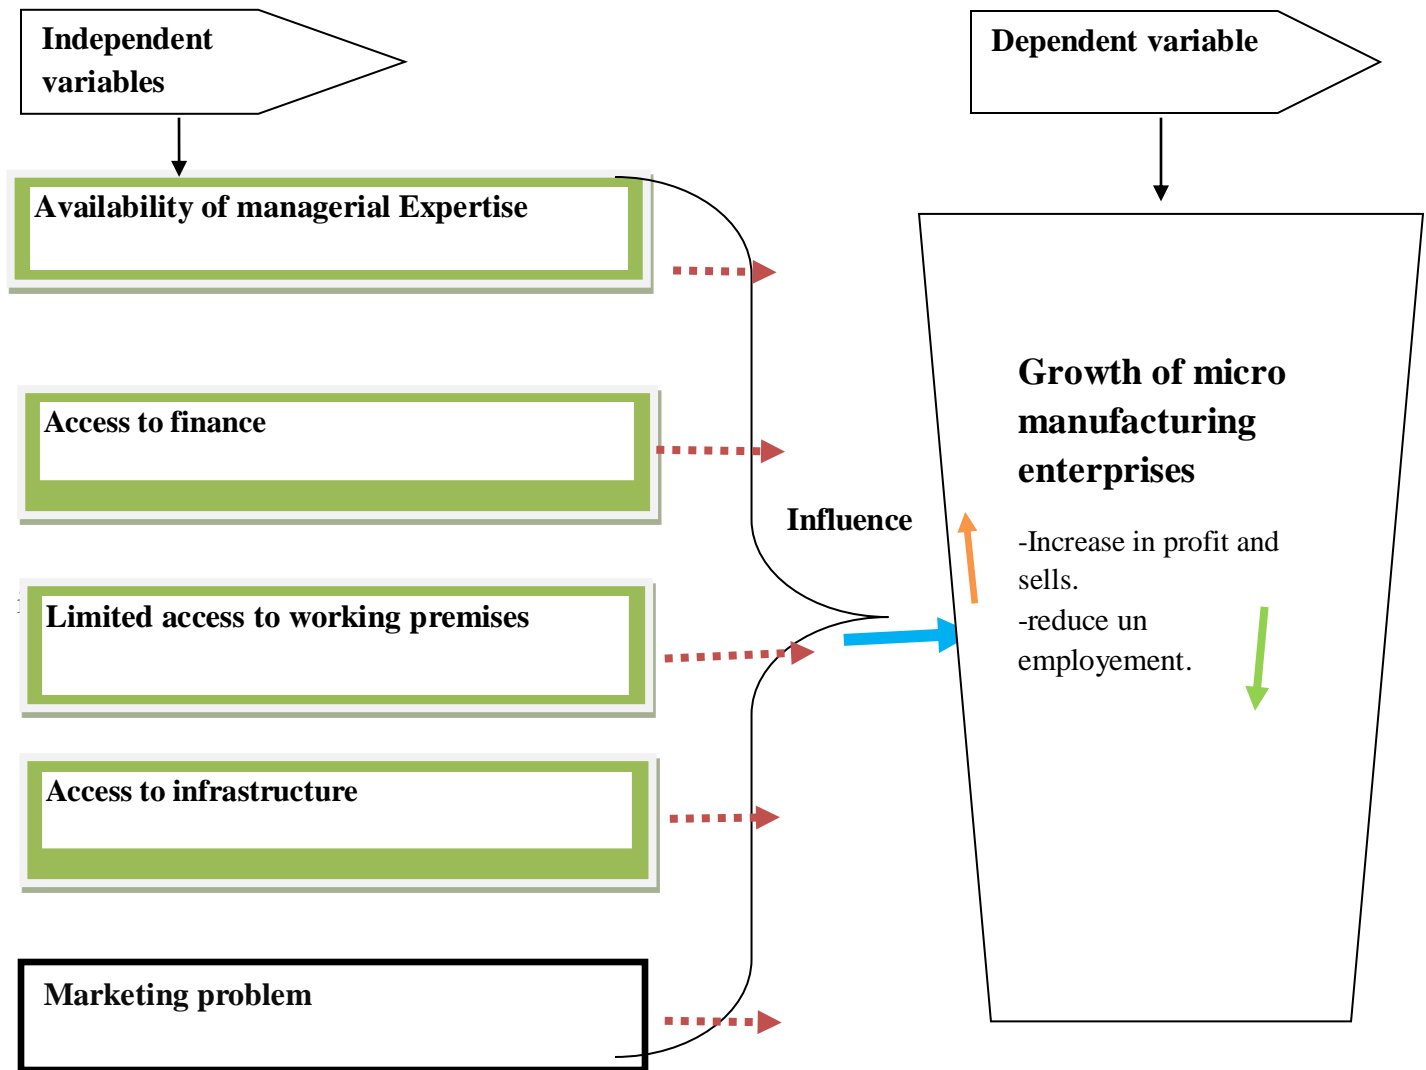 Independent
variables
Dependent variable
Availability of managerial Expertise
Access to finance
Limited access to working premises
Access to infrastructure
Marketing problem
Influence
Growth of micro
manufacturing
enterprises
-Increase in profit and
sells.
-reduce un
employement.